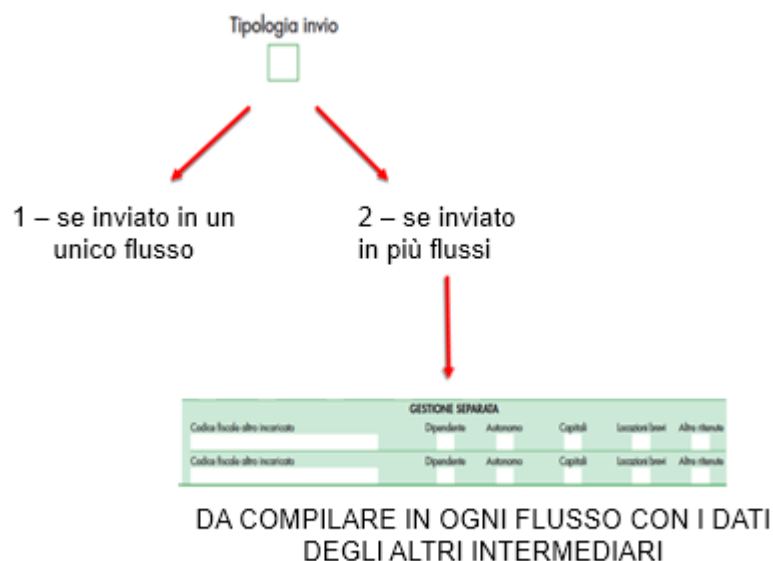 Tipologia invio
1 – se inviato in un
unico flusso
2 – se inviato
in più flussi
GESTIONE SEPARATA
Codice fiscale altro incaricato Dipendente Autonomo Capitali Locazioni brevi Altre ritenute
Codice fiscale altro incaricato Dipendente Autonomo Capitali Locazioni brevi Altre ritenute
DA COMPILARE IN OGNI FLUSSO CON I DATI
DEGLI ALTRI INTERMEDIARI